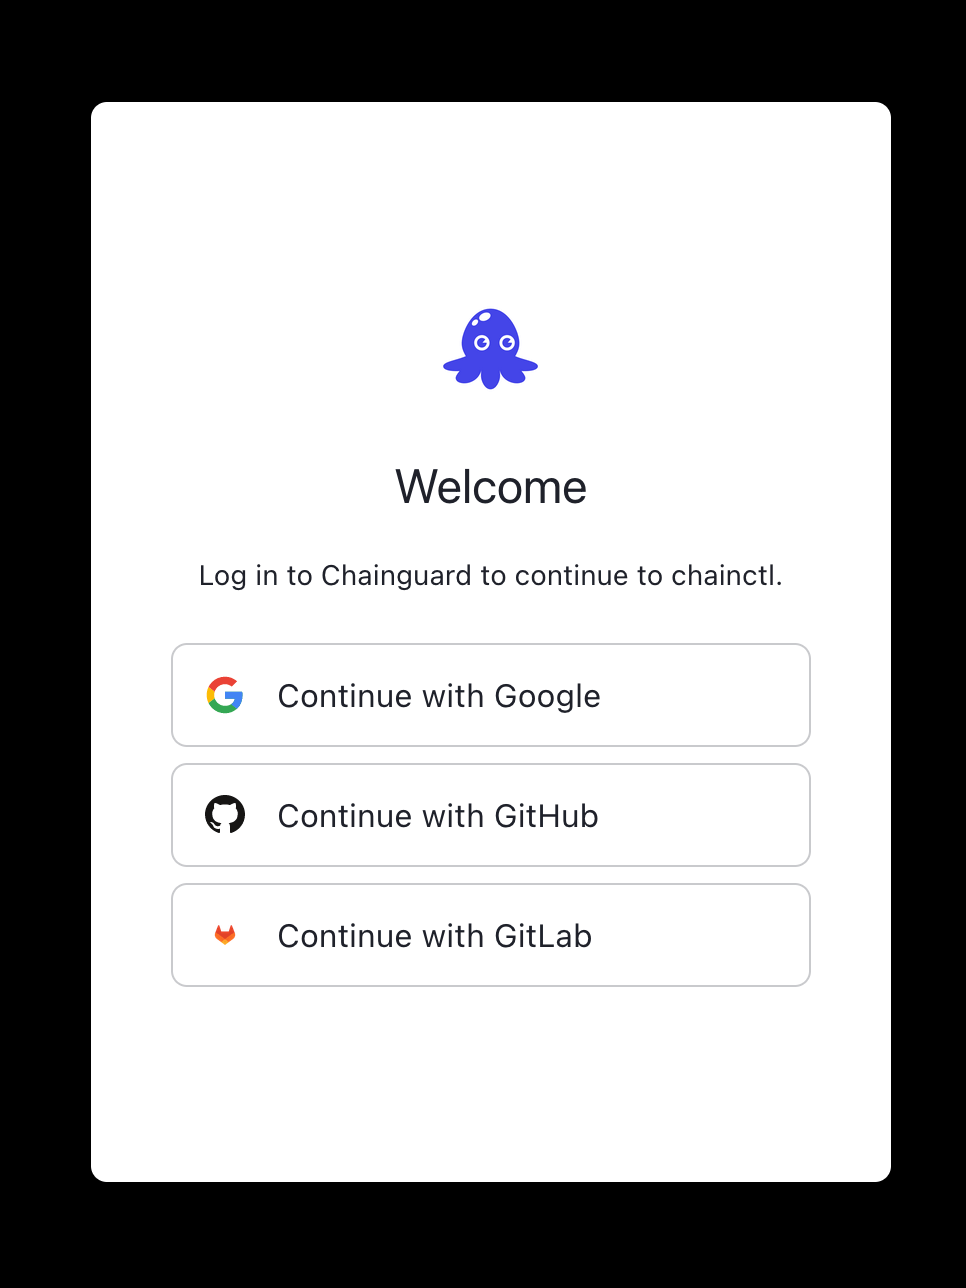 Welcome
Log in to Chainguard to continue to chainctl.
Continue with Google
Continue with GitHub
Continue with GitLab